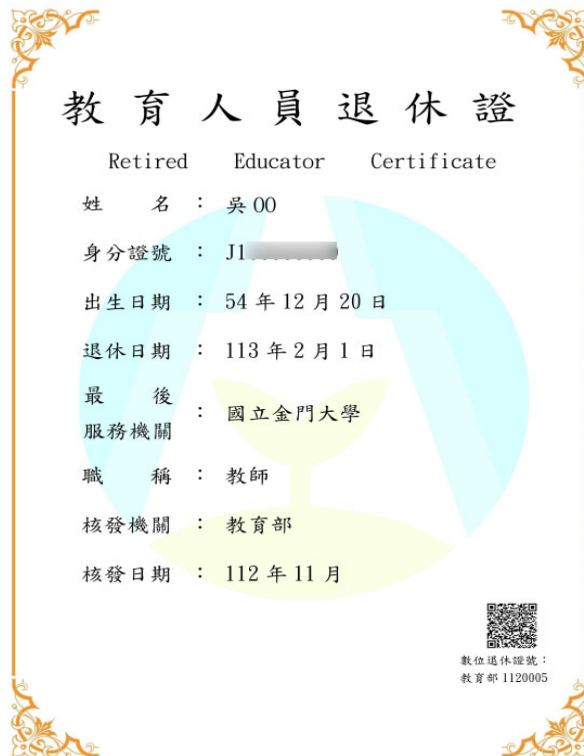 教育人員退休證
Retired Educator Certificate
姓名：吳OO
身分證號：J1
出生日期：54年12月20日
退休日期：113年2月1日
最後
服務機關：國立金門大學
職稱：教師
核發機關：教育部
核發日期：112年11月
數位退休證號：
教育部1120005